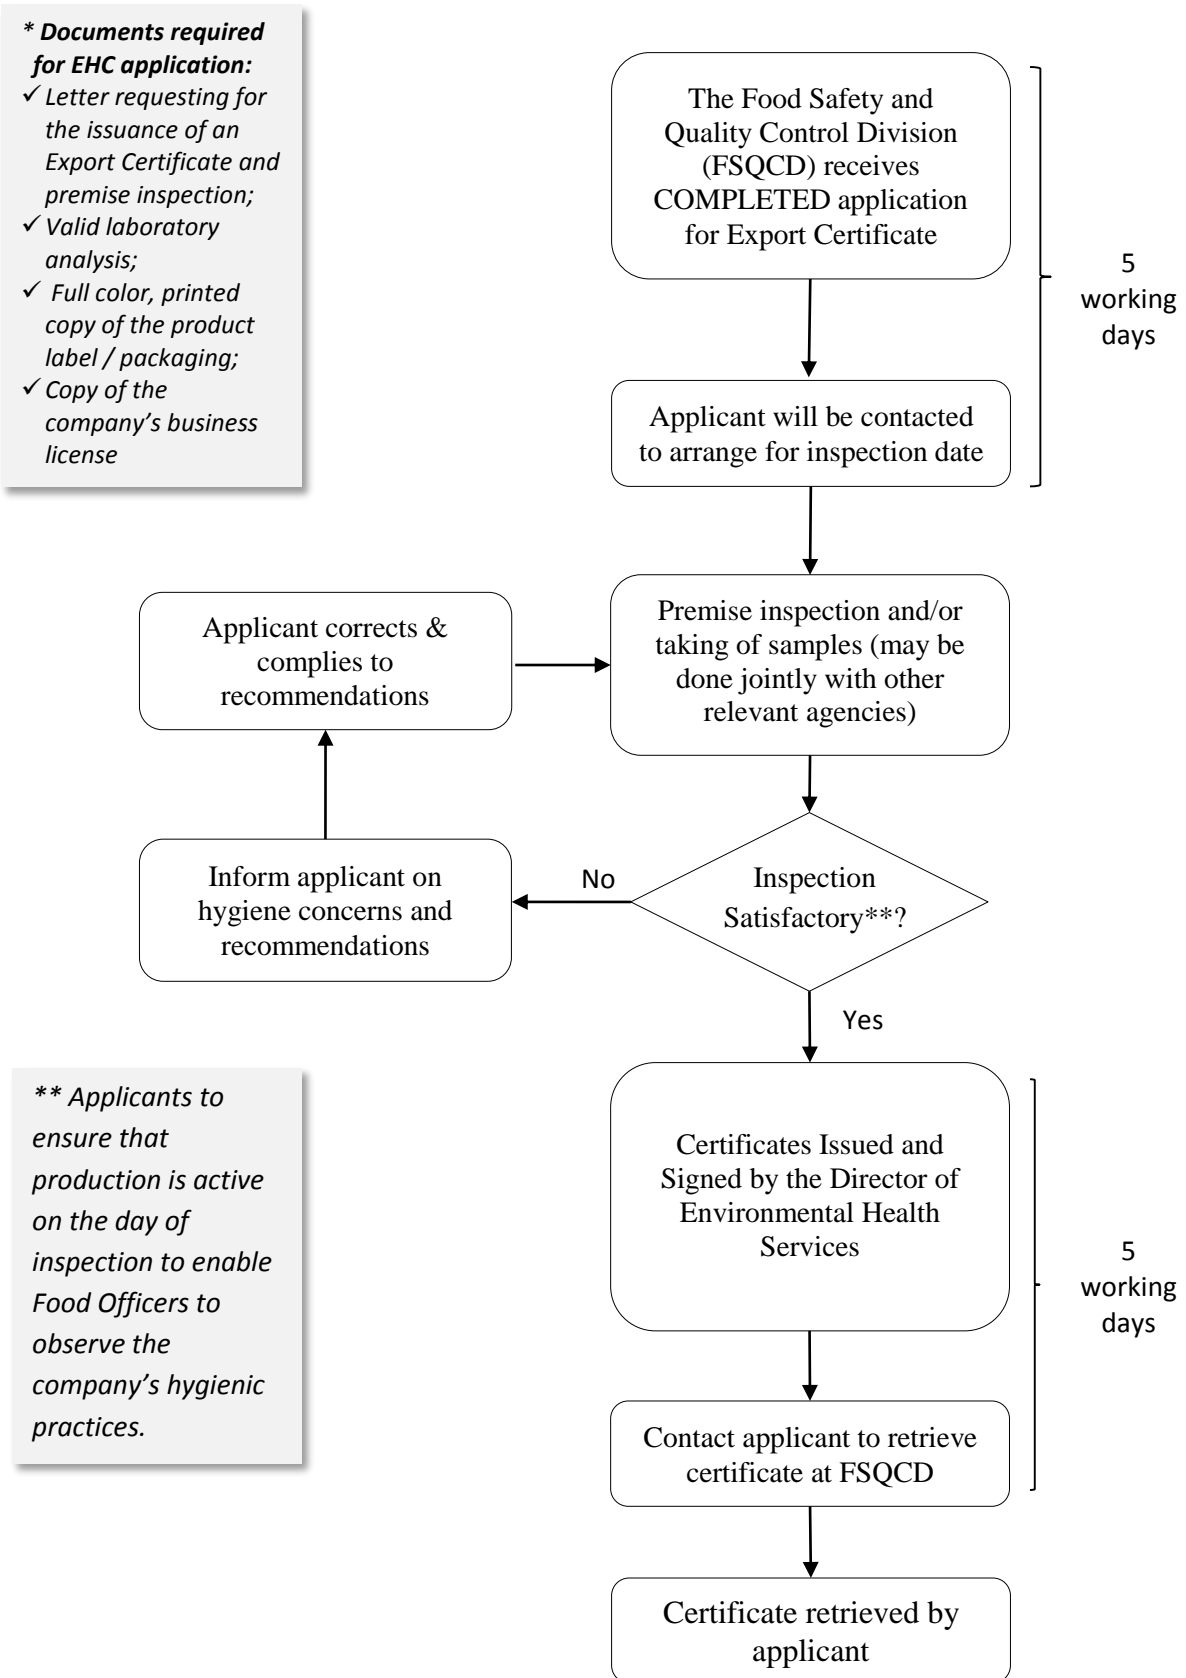 * Documents required
for EHC application:
✓ Letter requesting for
the issuance of an
Export Certificate and
premise inspection;
✓ Valid laboratory
analysis;
✓ Full color, printed
copy of the product
label / packaging;
✓ Copy of the
company’s business
license
The Food Safety and
Quality Control Division
(FSQCD) receives
COMPLETED application
for Export Certificate
5
working
days
Applicant will be contacted
to arrange for inspection date
Premise inspection and/or
taking of samples (may be
done jointly with other
relevant agencies)
Applicant corrects &
complies to
recommendations
Inform applicant on
hygiene concerns and
recommendations
No
Inspection
Satisfactory**?
Yes
** Applicants to
ensure that
production is active
on the day of
inspection to enable
Food Officers to
observe the
company’s hygienic
practices.
Certificates Issued and
Signed by the Director of
Environmental Health
Services
5
working
days
Contact applicant to retrieve
certificate at FSQCD
Certificate retrieved by
applicant